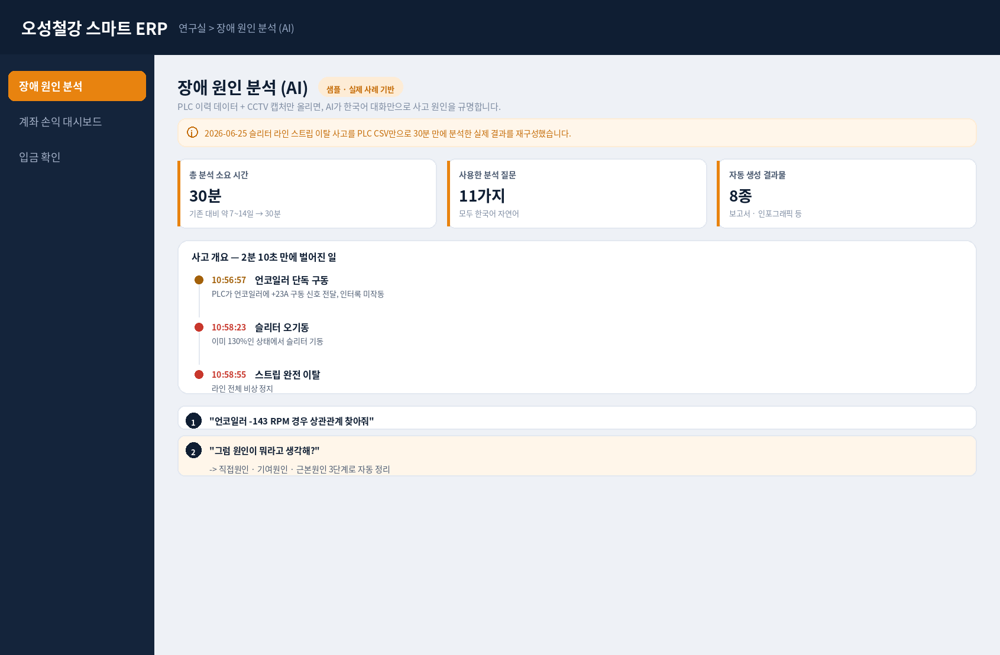 오성철강 스마트 ERP
연구실 > 장애 원인 분석 (AI)
장애 원인 분석
계좌 손익 대시보드
입금 확인
장애 원인 분석 (AI)
샘플 · 실제 사례 기반
PLC 이력 데이터 + CCTV 캡처만 올리면, AI가 한국어 대화만으로 사고 원인을 규명합니다.
2026-06-25 슬리터 라인 스트립 이탈 사고를 PLC CSV만으로 30분 만에 분석한 실제 결과를 재구성했습니다.
총 분석 소요 시간
30분
기존 대비 약 7~14일 → 30분
사용한 분석 질문
11가지
모두 한국어 자연어
자동 생성 결과물
8종
보고서 · 인포그래픽 등
사고 개요 — 2분 10초 만에 벌어진 일
10:56:57 언코일러 단독 구동
PLC가 언코일러에 +23A 구동 신호 전달, 인터록 미작동
10:58:23 슬리터 오기동
이미 130%인 상태에서 슬리터 기동
10:58:55 스트립 완전 이탈
라인 전체 비상 정지
1 "언코일러 -143 RPM 경우 상관관계 찾아줘"
2 "그럼 원인이 뭐라고 생각해?"
-> 직접원인 · 기여원인 · 근본원인 3단계로 자동 정리